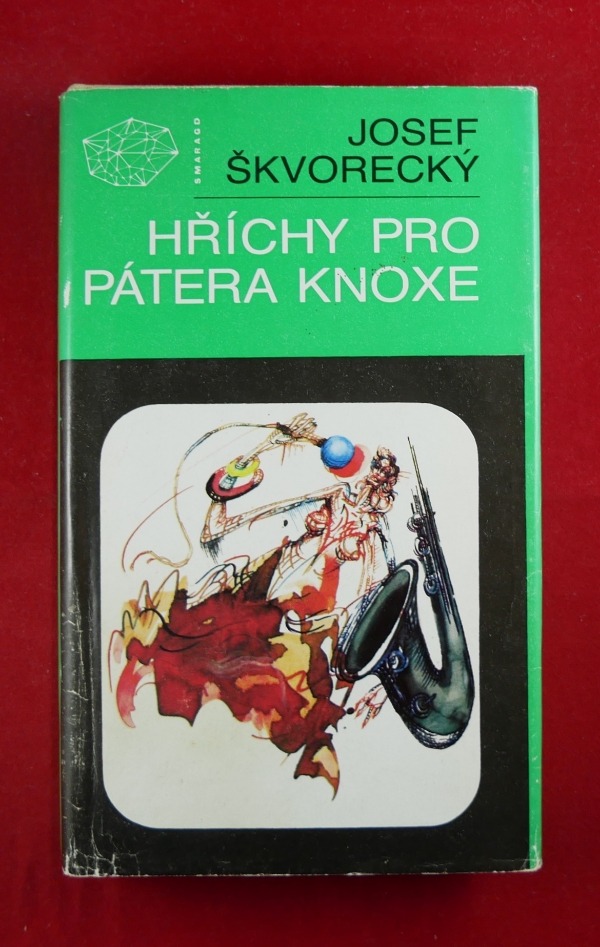 SMARAGD
JOSEF
ŠKVORECKÝ
HŘÍCHY PRO
PÁTERA KNOXE